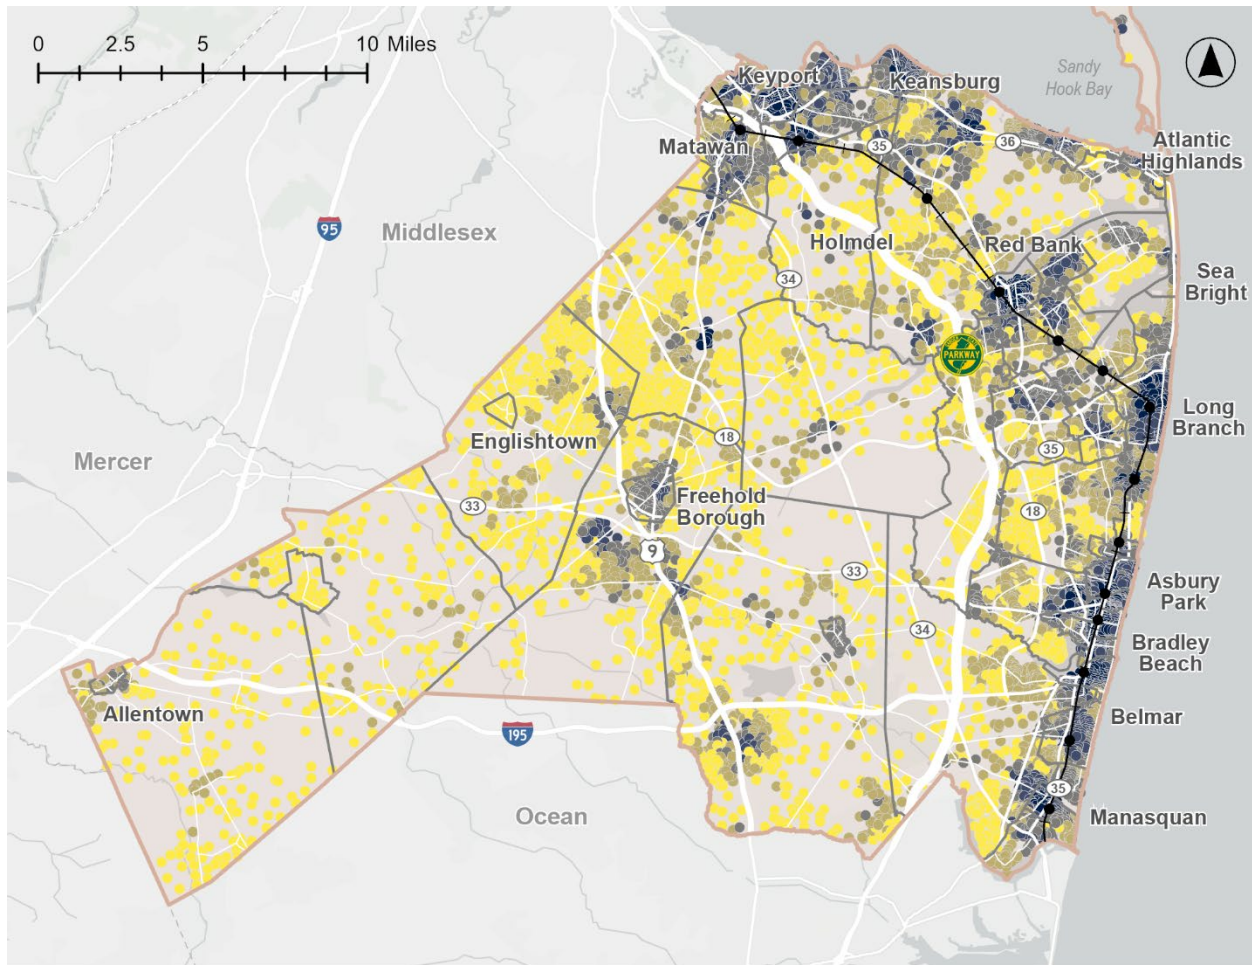 0 2.5 5 10 Miles
Keyport
Keansburg
Sandy
Hook Bay
Matawan
35
36
Atlantic
Highlands
95
Middlesex
Holmdel
Red Bank
34
Sea
Bright
PARKWAY
Englishtown
18
Long
Branch
Mercer
35
33
Freehold
Borough
18
9
33
Asbury
Park
34
Bradley
Beach
Allentown
195
Belmar
35
Ocean
Manasquan